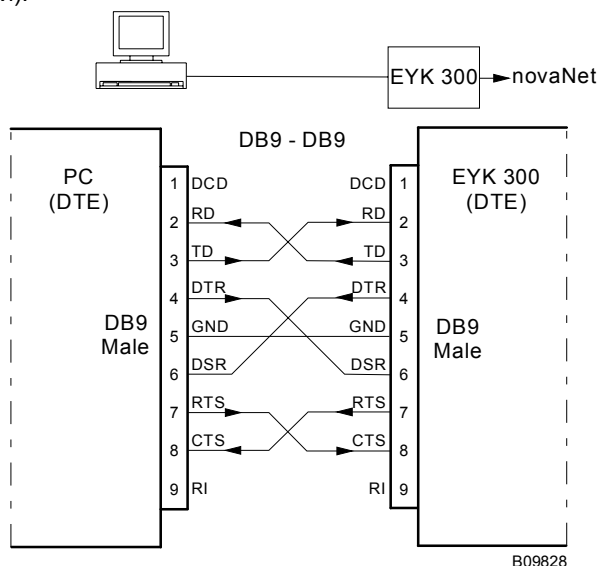 EYK 300 novaNet
DB9 - DB9
PC
(DTE)
EYK 300
(DTE)
DB9
Male
DB9
Male
1 DCD DCD 1
2 RD RD 2
3 TD TD 3
4 DTR DTR 4
5 GND GND 5
6 DSR DSR 6
7 RTS RTS 7
8 CTS CTS 8
9 RI RI 9
B09828